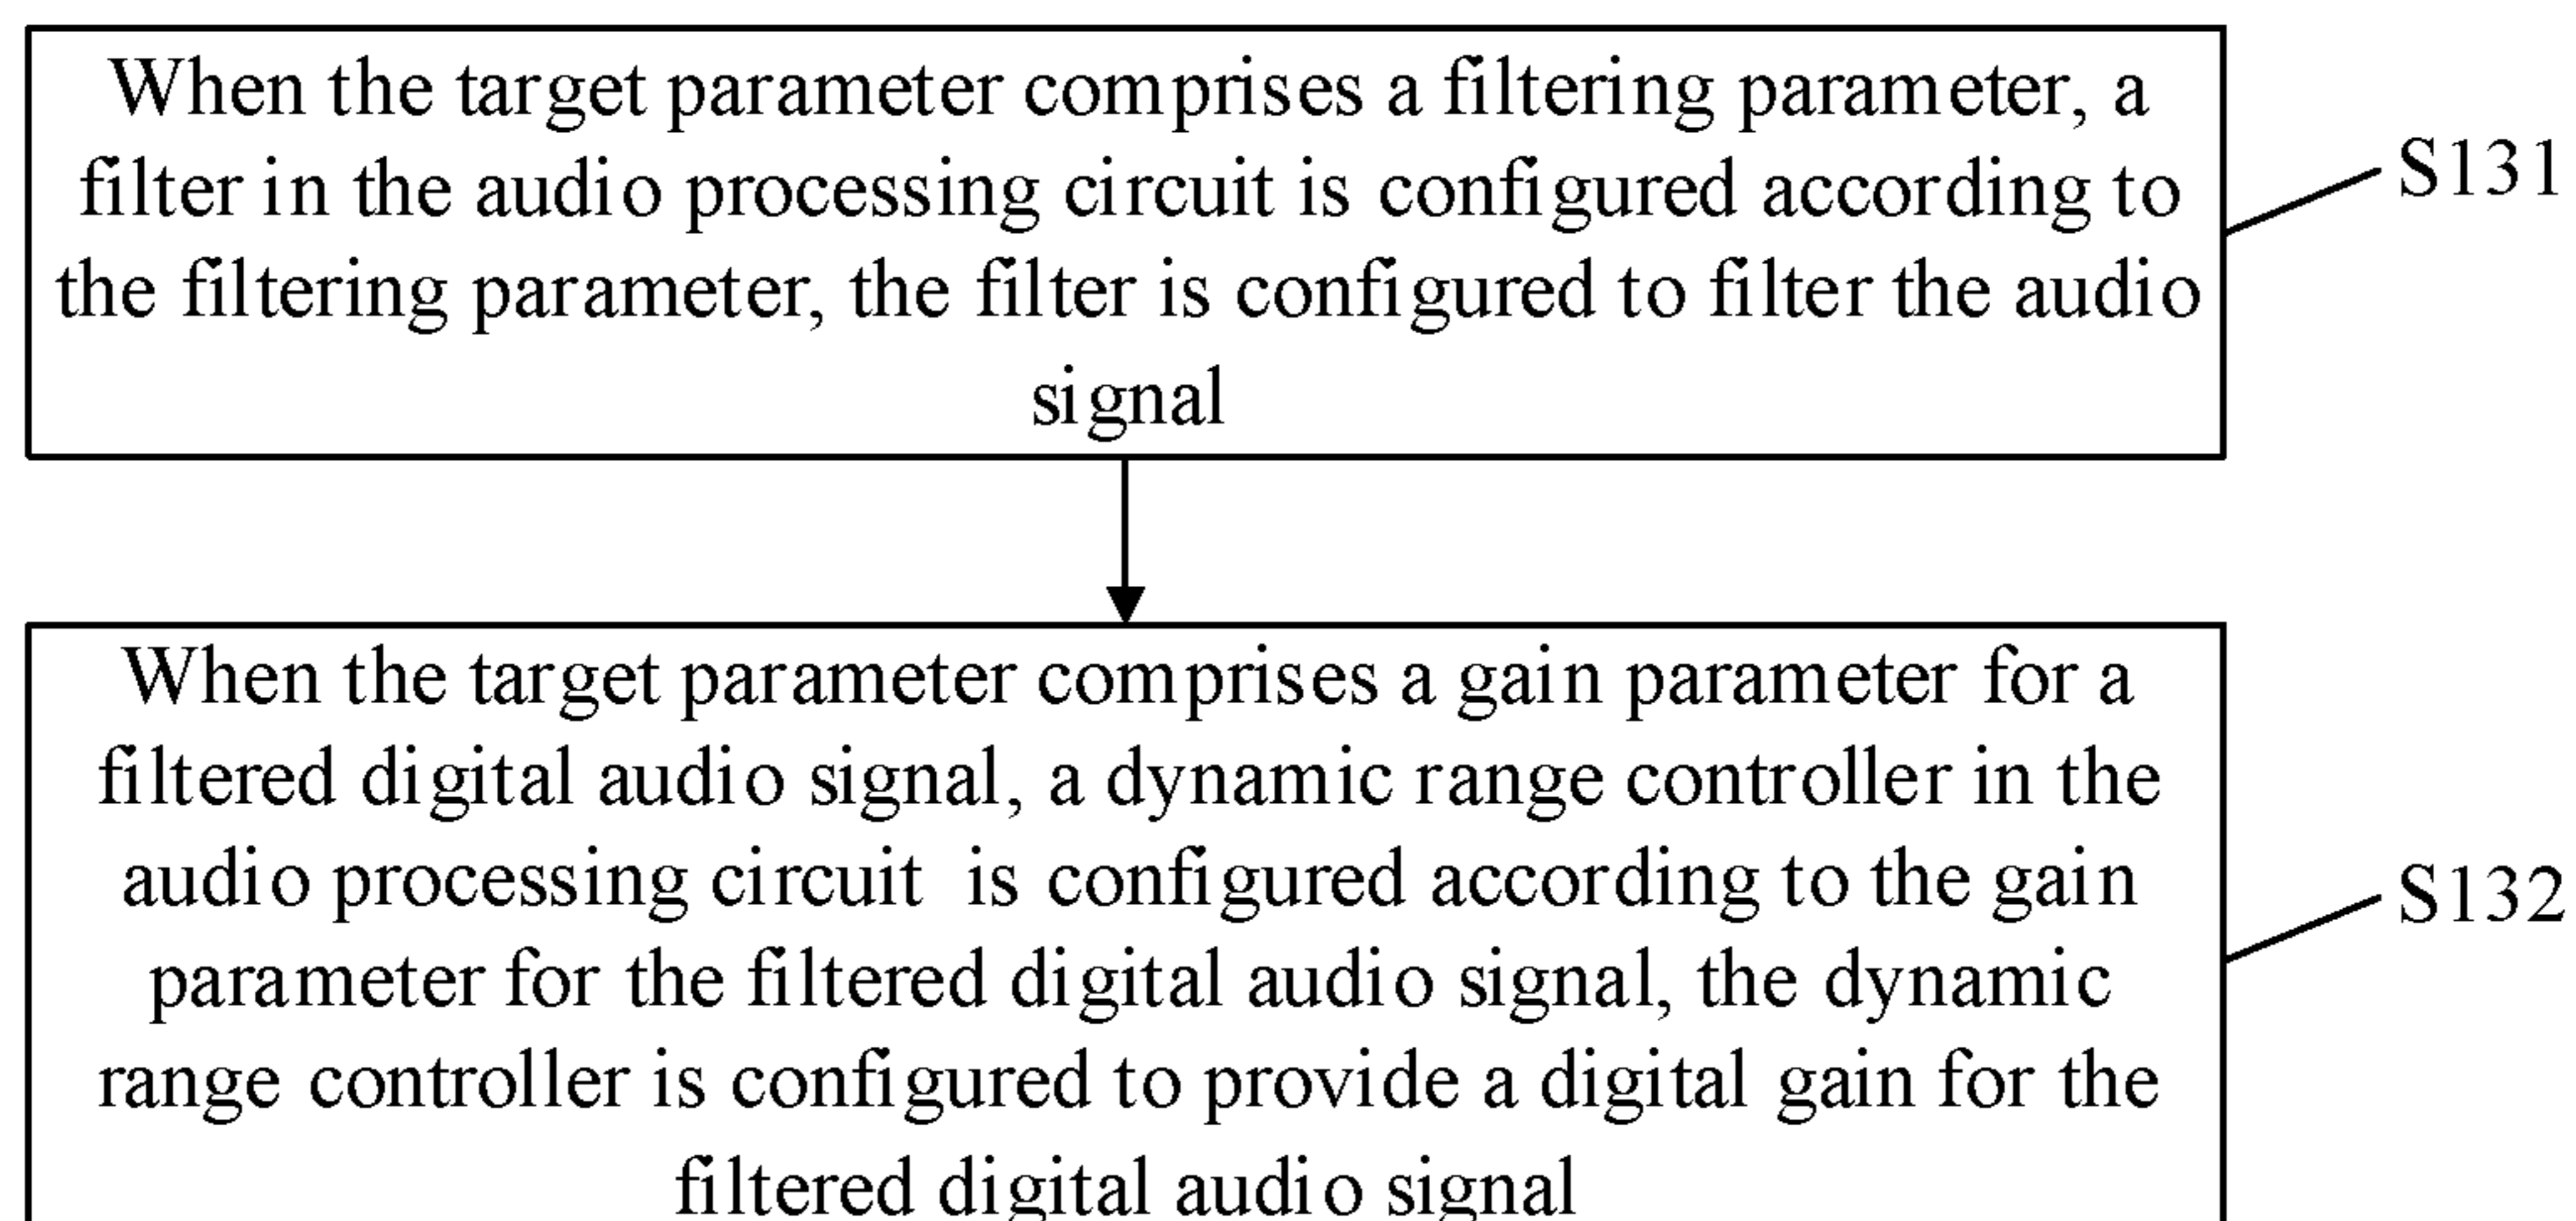 When the target parameter comprises a filtering parameter, a
filter in the audio processing circuit is configured according to
the filtering parameter, the filter is configured to filter the audio
signal
S131
When the target parameter comprises a gain parameter for a
filtered digital audio signal, a dynamic range controller in the
audio processing circuit is configured according to the gain
parameter for the filtered digital audio signal, the dynamic
range controller is configured to provide a digital gain for the
filtered digital audio signal
S132